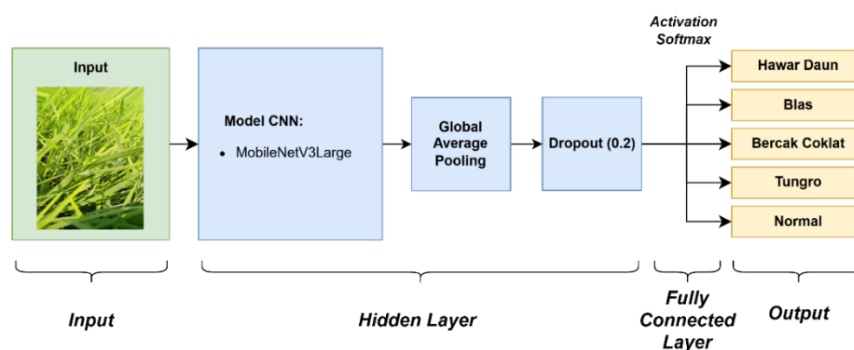 Activation
Softmax
Input
Model CNN:
• MobileNetV3Large
Global
Average
Pooling
Dropout (0.2)
Hawar Daun
Blas
Bercak Coklat
Tungro
Normal
Input
Hidden Layer
Fully
Connected
Layer
Output